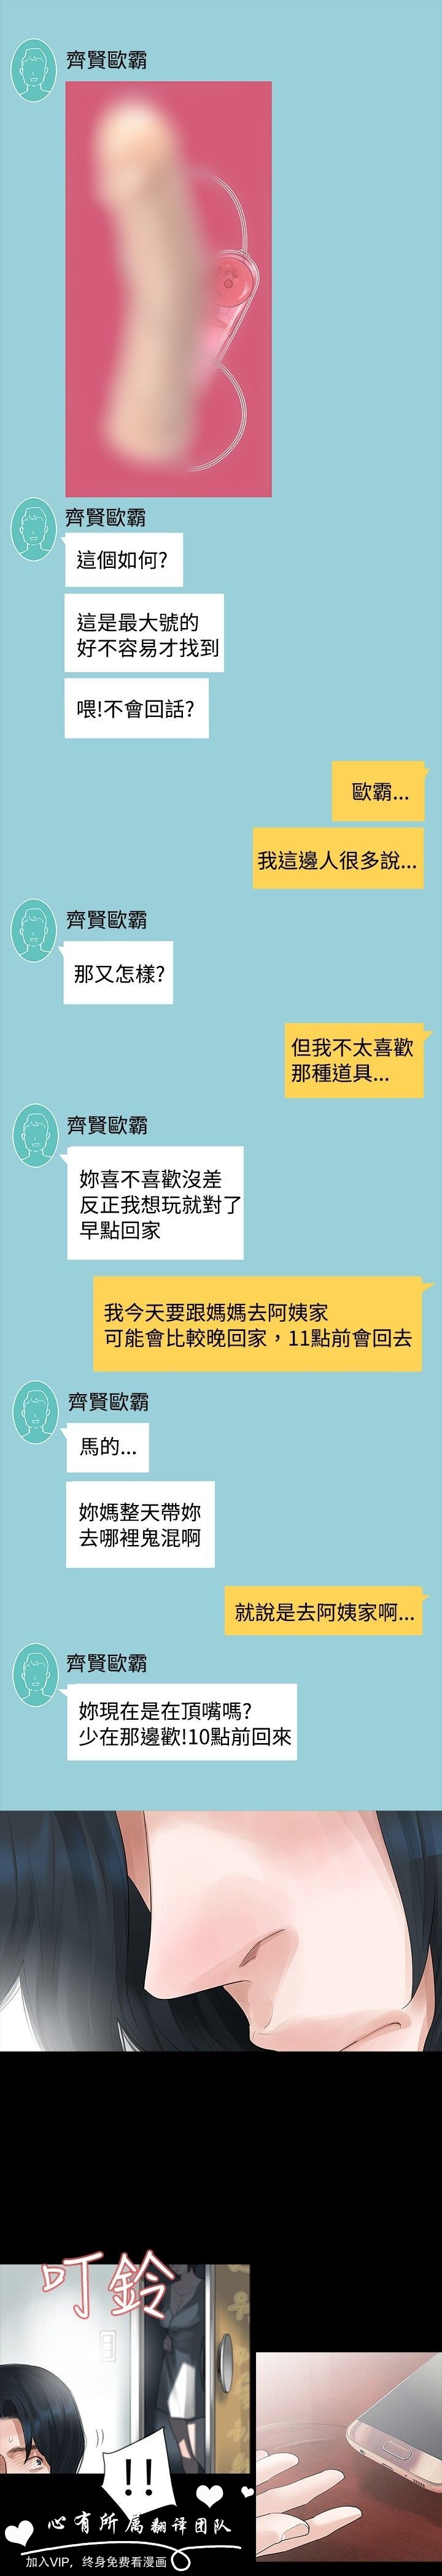 齊賢歐霸
齊賢歐霸
這個如何?
這是最大號的
好不容易才找到
喂!不會回話?
歐霸...
我這邊人很多說...
齊賢歐霸
那又怎樣?
但我不太喜歡
那種道具...
齊賢歐霸
妳喜不喜歡沒差
反正我想玩就對了
早點回家
我今天要跟媽媽去阿姨家
可能會比較晚回家，11點前會回去
齊賢歐霸
馬的...
妳媽整天帶妳
去哪裡鬼混啊
就說是去阿姨家啊...
齊賢歐霸
妳現在是在頂嘴嗎?
少在那邊歡!10點前回來
叮鈴
!!
心有所属翻译团队
加入VIP，终身免费看漫画